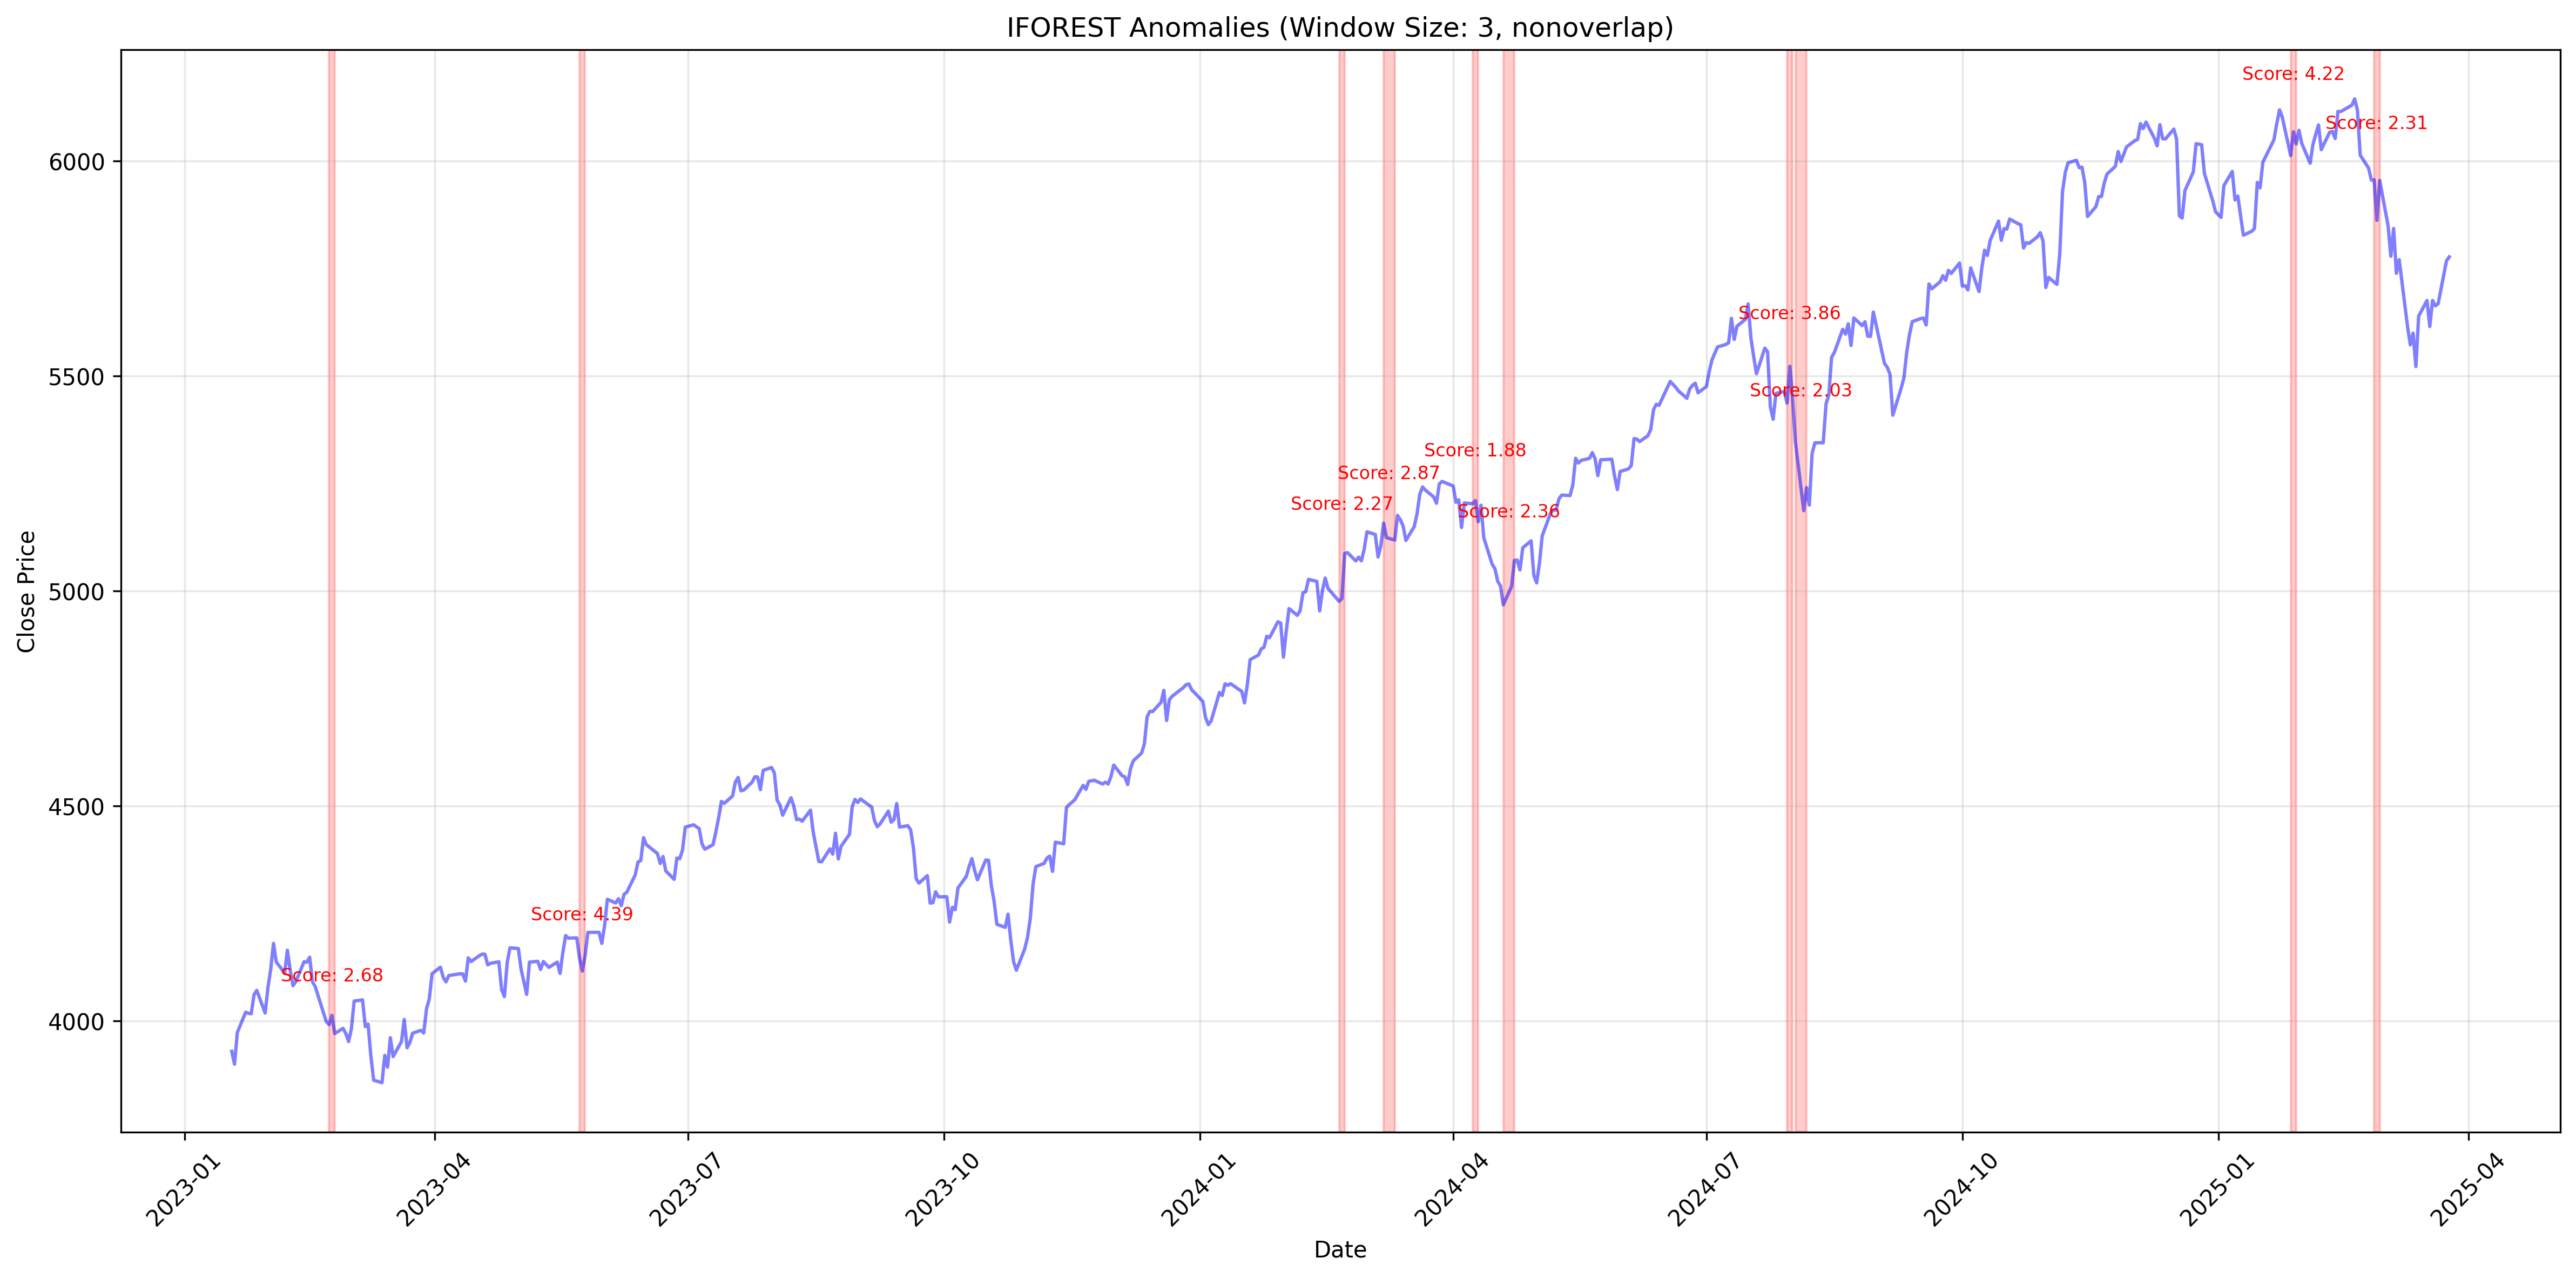 IFOREST Anomalies (Window Size: 3, nonoverlap)
Score: 4.22
Score: 2.31
6000
Score: 3.86
5500
Score: 2.03
Score: 1.88
Score: 2.87
Score: 2.27
Score: 2.36
5000
4500
Score: 4.39
Score: 2.68
4000
Close Price
2023-01
2023-04
2023-07
2023-10
2024-01
2024-04
2024-07
2024-10
2025-01
2025-04
Date